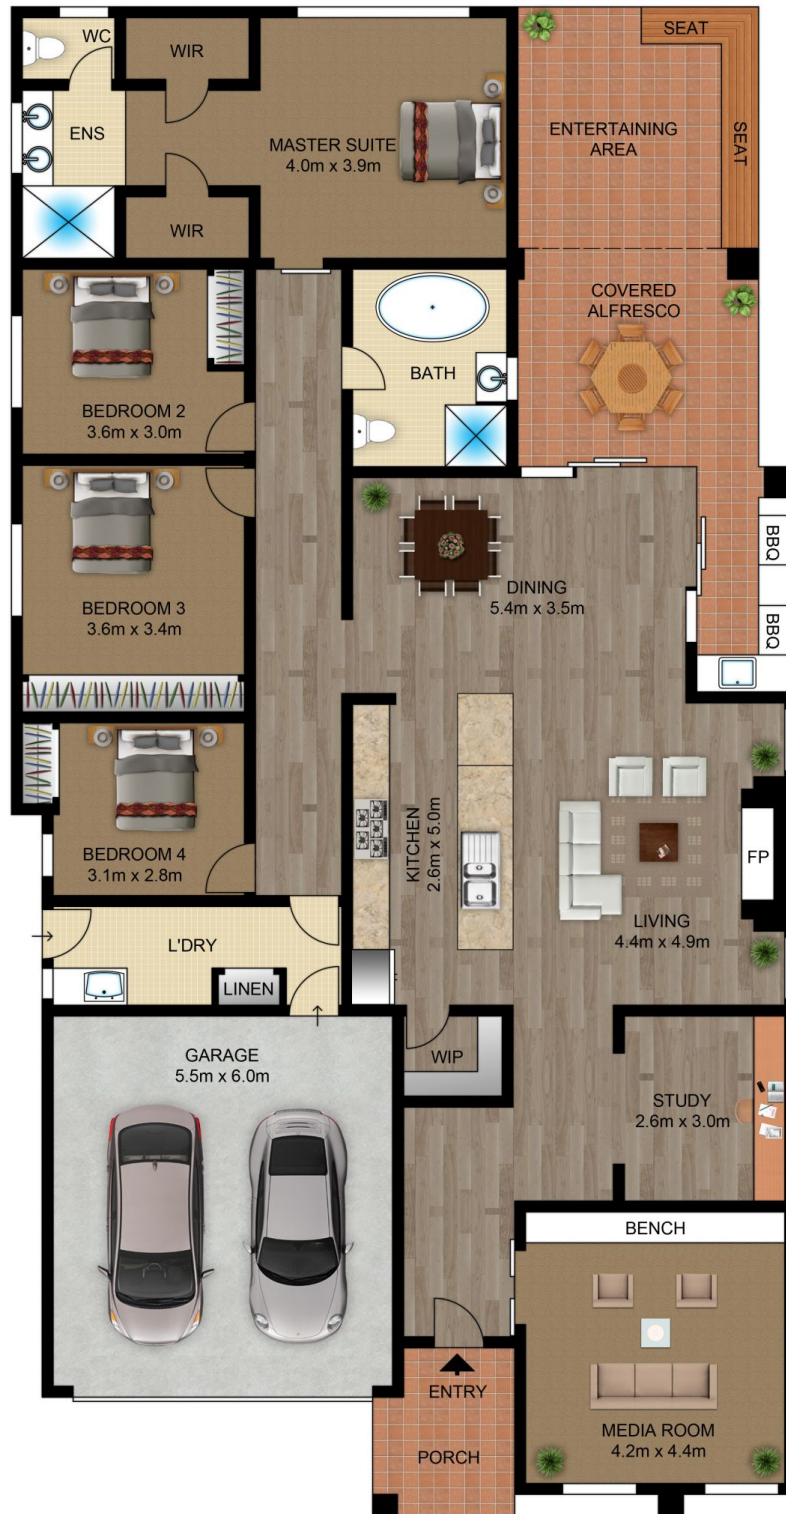 WC
WIR
ENS
MASTER SUITE
4.0m x 3.9m
WIR
SEAT
SEAT
ENTERTAINING
AREA
COVERED
ALFRESCO
BEDROOM 2
3.6m x 3.0m
BATH
BEDROOM 3
3.6m x 3.4m
DINING
5.4m x 3.5m
BBQ
BBQ
BEDROOM 4
3.1m x 2.8m
KITCHEN
2.6m x 5.0m
FP
LIVING
4.4m x 4.9m
L'DRY
LINEN
GARAGE
5.5m x 6.0m
WIP
STUDY
2.6m x 3.0m
BENCH
ENTRY
PORCH
MEDIA ROOM
4.2m x 4.4m